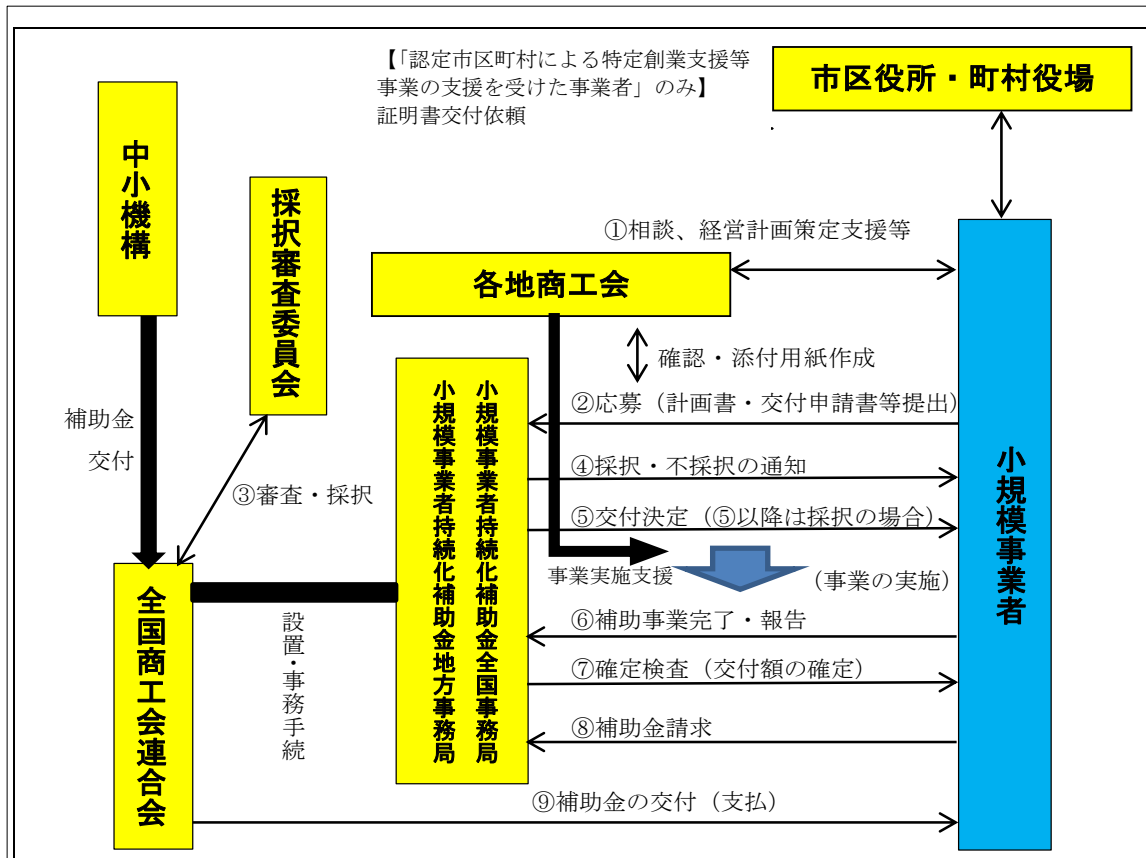 【「認定市区町村による特定創業支援等
事業の支援を受けた事業者」のみ】
証明書交付依頼
市区役所・町村役場
.
中小機構
採択審査委員会
①相談、経営計画策定支援等
各地商工会
確認・添付用紙作成
小規模事業者
補助金
交付
③審査・採択
小規模事業者持続化補助金全国事務局
小規模事業者持続化補助金地方事務局
②応募（計画書・交付申請書等提出）
④採択・不採択の通知
⑤交付決定（⑤以降は採択の場合）
事業実施支援
（事業の実施）
全国商工会連合会
設置・事務手続
⑥補助事業完了・報告
⑦確定検査（交付額の確定）
⑧補助金請求
⑨補助金の交付（支払）